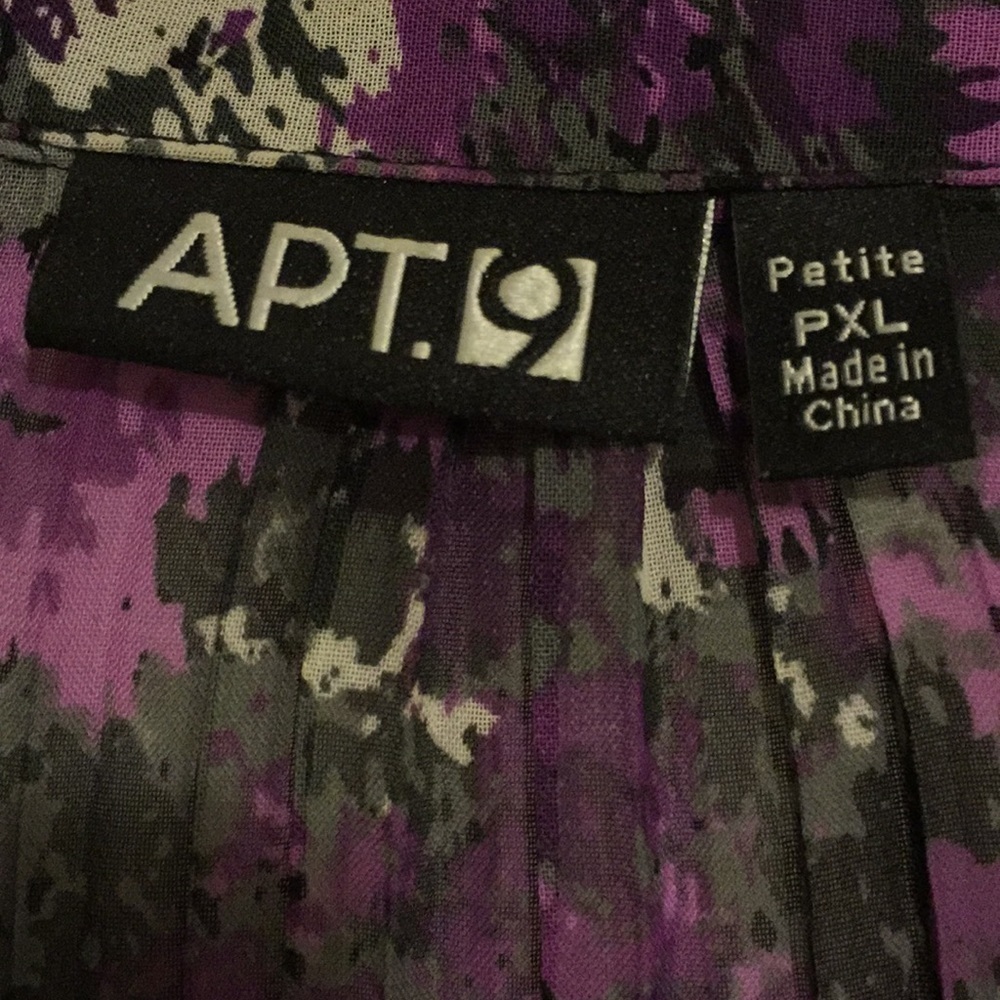 APT.9
Petite
PXL
Made in
China